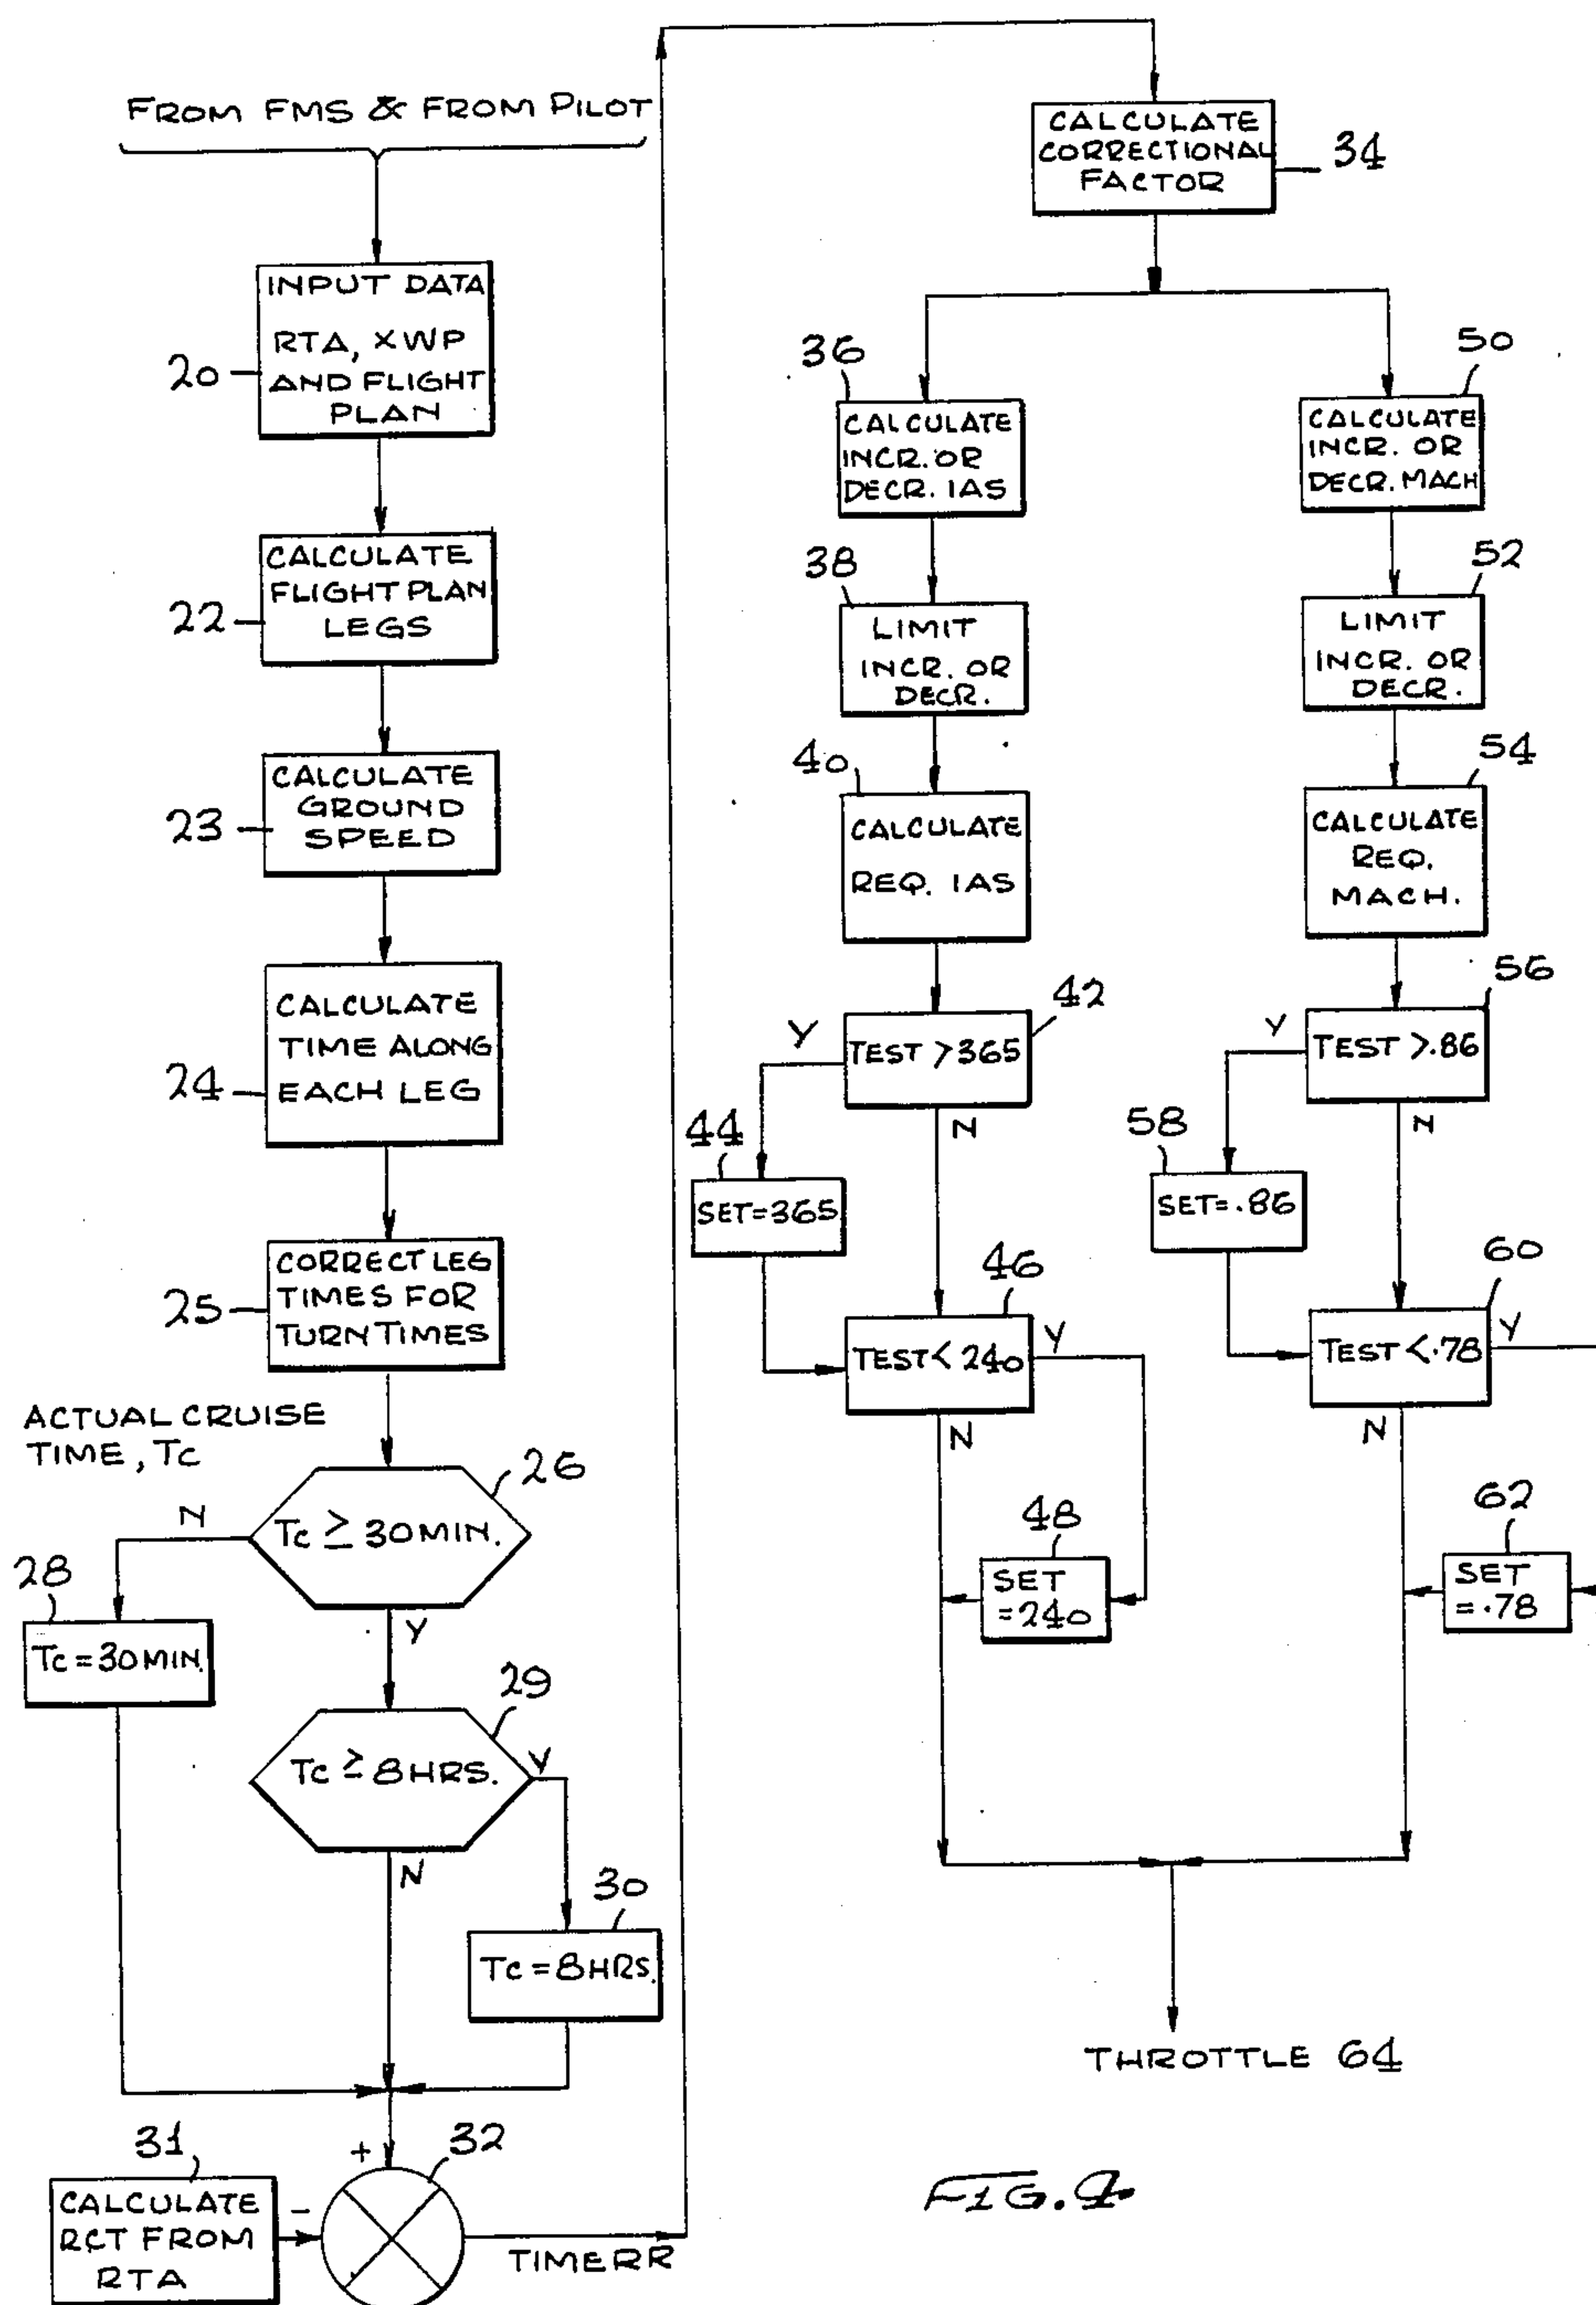 FROM FMS & FROM PILOT
INPUT DATA
RTA, XWP
AND FLIGHT
PLAN
20
CALCULATE
FLIGHT PLAN
LEGS
22
CALCULATE
GROUND
SPEED
23
CALCULATE
TIME ALONG
EACH LEG
24
CORRECT LEG
TIMES FOR
TURN TIMES
25
ACTUAL CRUISE
TIME, Tc
26
Tc ≥ 30 MIN.
N
Y
28
Tc = 30 MIN.
29
Tc ≥ 8 HRS.
Y
N
30
Tc = 8 HRS.
31
CALCULATE
RCT FROM
RTA
-
+
32
TIMERR
CALCULATE
CORRECTIONAL
FACTOR
34
36
CALCULATE
INCR. OR
DECR. IAS
38
LIMIT
INCR. OR
DECR.
40
CALCULATE
REQ. IAS
42
TEST > 365
Y
N
44
SET = 365
46
TEST < 240
Y
N
48
SET
= 240
50
CALCULATE
INCR. OR
DECR. MACH
52
LIMIT
INCR. OR
DECR.
54
CALCULATE
REQ.
MACH.
56
TEST > .86
Y
N
58
SET = .86
60
TEST < .78
Y
N
62
SET
= .78
THROTTLE 64
FIG. 4